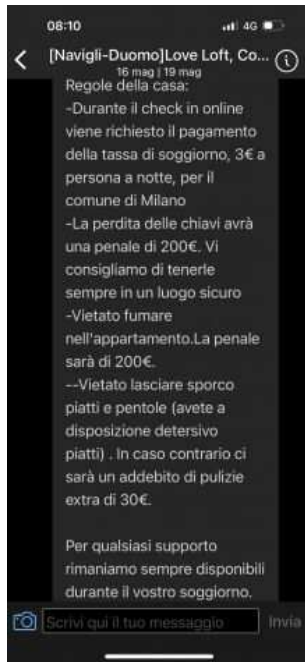 08:10
4G
[Navigli-Duomo]Love Loft, Co...
16 mag | 19 mag
Regole della casa:
-Durante il check in online
viene richiesto il pagamento
della tassa di soggiorno, 3€ a
persona a notte, per il
comune di Milano
-La perdita delle chiavi avrà
una penale di 200€. Vi
consigliamo di tenerle
sempre in un luogo sicuro
-Vietato fumare
nell'appartamento.La penale
sarà di 200€.
--Vietato lasciare sporco
piatti e pentole (avete a
disposizione detersivo
piatti) . In caso contrario ci
sarà un addebito di pulizie
extra di 30€.
Per qualsiasi supporto
rimaniamo sempre disponibili
durante il vostro soggiorno.
Scrivi qui il tuo messaggio
Invia